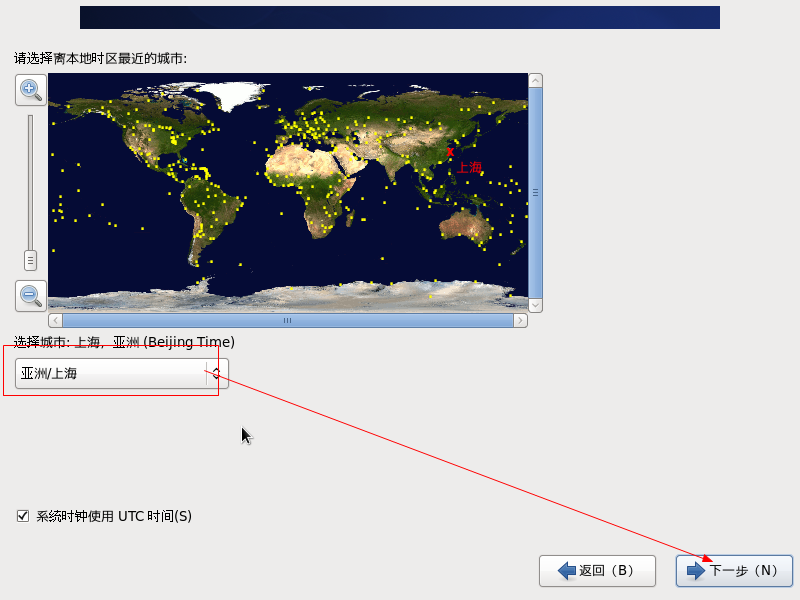 请选择离本地时区最近的城市:
上海
选择城市: 上海, 亚洲 (Beijing Time)
亚洲/上海
系统时钟使用 UTC 时间(S)
返回（B）
下一步（N）